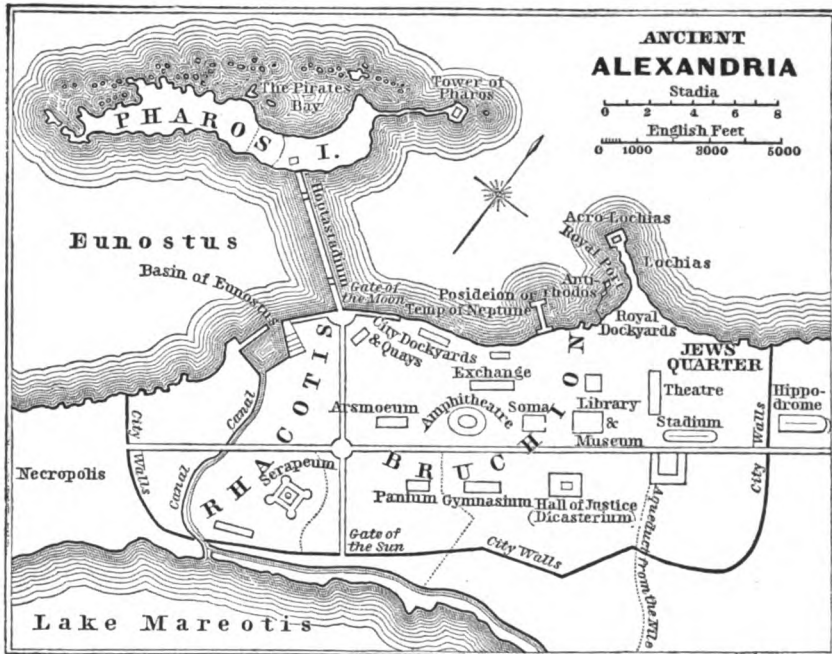 ANCIENT
ALEXANDRIA
Stadia
0 2 4 6 8
English Feet
0 1000 3000 5000
The Pirates
Bay
Tower of
Pharos
PHAROS I.
Heptastadium
Eunostus
Basin of Eunostus
Gate of
the Moon
Acro-Lochias
Royal Port
Lochias
Anti-
rhodos
Posideion or
Temp of Neptune
Royal
Dockyards
City Dockyards
& Quays
JEWS
QUARTER
Exchange
Theatre
Hippo-
drome
Arsinoeum
Amphitheatre
Soma
Library
&
Museum
Stadium
City Walls
Canal
RHACOTIS
BRUCHION
City Walls
Necropolis
Canal
Serapeum
Panium
Gymnasium
Hall of Justice
(Dicasterium)
Gate of
the Sun
City Walls
Aqueduct from the Nile
Lake Mareotis